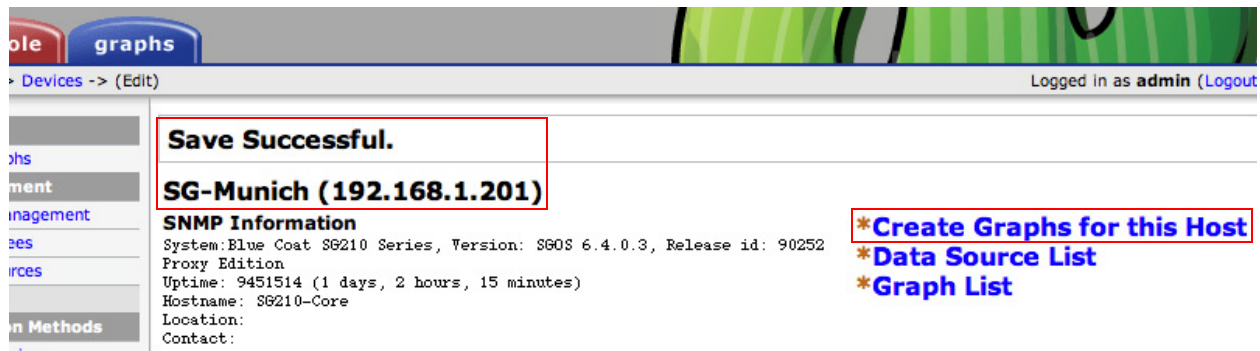 ole graphs
> Devices -> (Edit)
Logged in as admin (Logout
Save Successful.
phs
ment
SG-Munich (192.168.1.201)
anagement
SNMP Information
*Create Graphs for this Host
ees
System:Blue Coat SG210 Series, Version: SGOS 6.4.0.3, Release id: 90252
*Data Source List
Proxy Edition
urces
Uptime: 9451514 (1 days, 2 hours, 15 minutes)
*Graph List
Hostname: SG210-Core
Location:
on Methods
Contact: